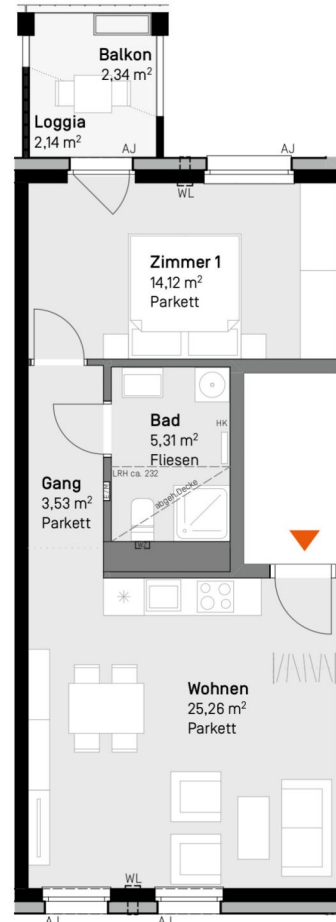 Balkon
2,34 m²
Loggia
2,14 m²
AJ
AJ
WL
Zimmer 1
14,12 m²
Parkett
Bad
5,31 m²
Fliesen
HK
LRH ca. 232
abgeh.Decke
Gang
3,53 m²
Parkett
Wohnen
25,26 m²
Parkett
WL
AJ
AJ